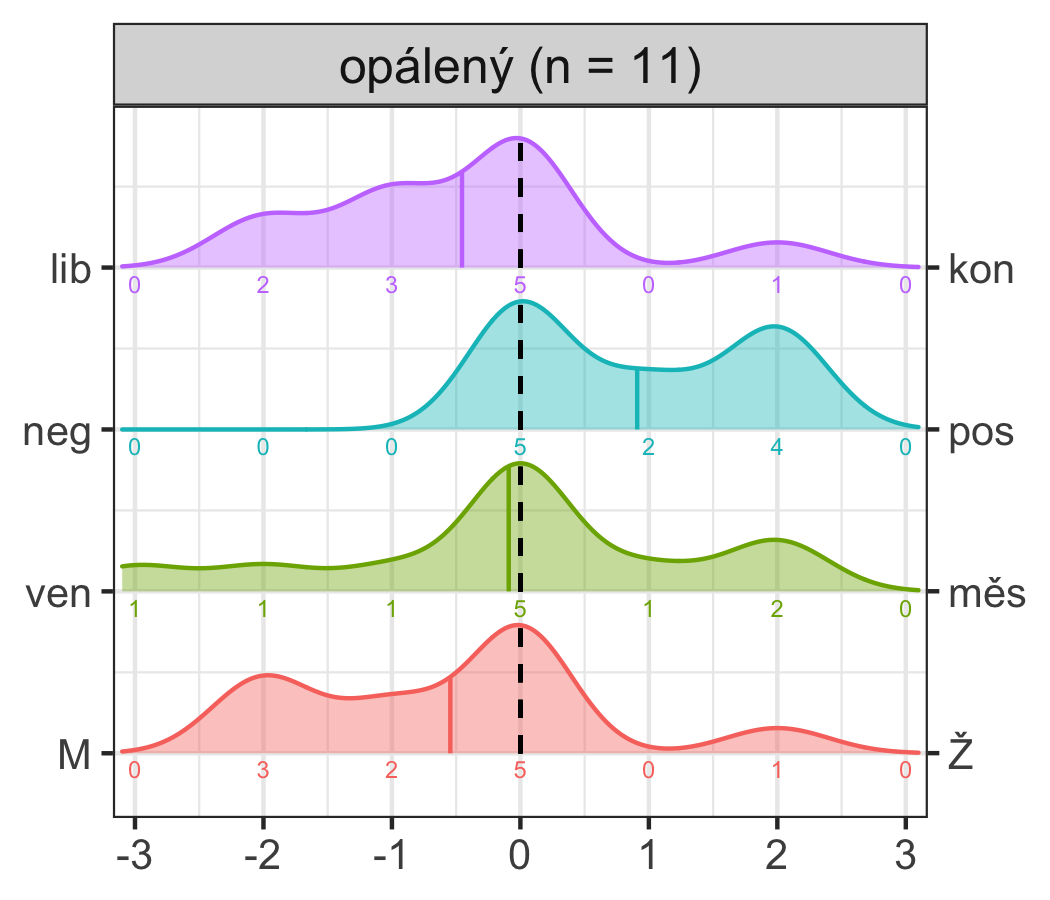 opálený (n = 11)
lib kon
0 2 3 5 0 1 0
neg pos
0 0 0 5 2 4 0
ven měs
1 1 1 5 1 2 0
M Ž
0 3 2 5 0 1 0
-3 -2 -1 0 1 2 3